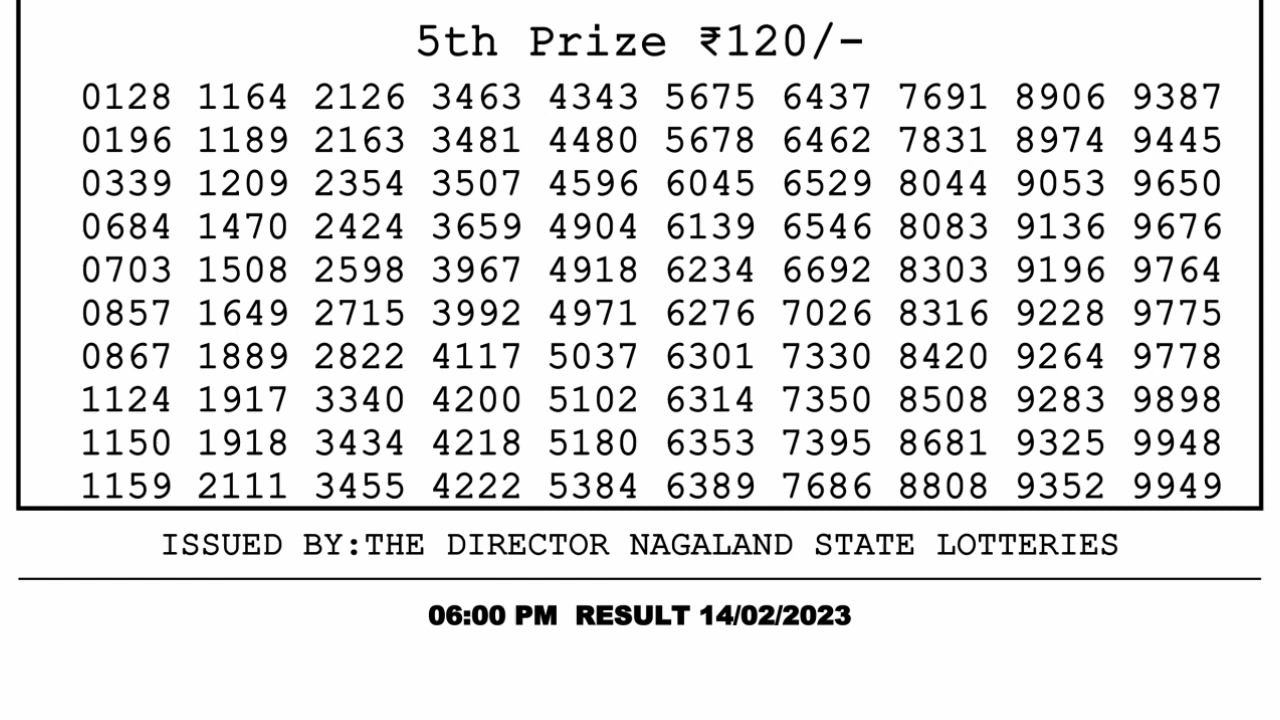 5th Prize ₹120/-
0128 1164 2126 3463 4343 5675 6437 7691 8906 9387
0196 1189 2163 3481 4480 5678 6462 7831 8974 9445
0339 1209 2354 3507 4596 6045 6529 8044 9053 9650
0684 1470 2424 3659 4904 6139 6546 8083 9136 9676
0703 1508 2598 3967 4918 6234 6692 8303 9196 9764
0857 1649 2715 3992 4971 6276 7026 8316 9228 9775
0867 1889 2822 4117 5037 6301 7330 8420 9264 9778
1124 1917 3340 4200 5102 6314 7350 8508 9283 9898
1150 1918 3434 4218 5180 6353 7395 8681 9325 9948
1159 2111 3455 4222 5384 6389 7686 8808 9352 9949
ISSUED BY:THE DIRECTOR NAGALAND STATE LOTTERIES
06:00 PM RESULT 14/02/2023